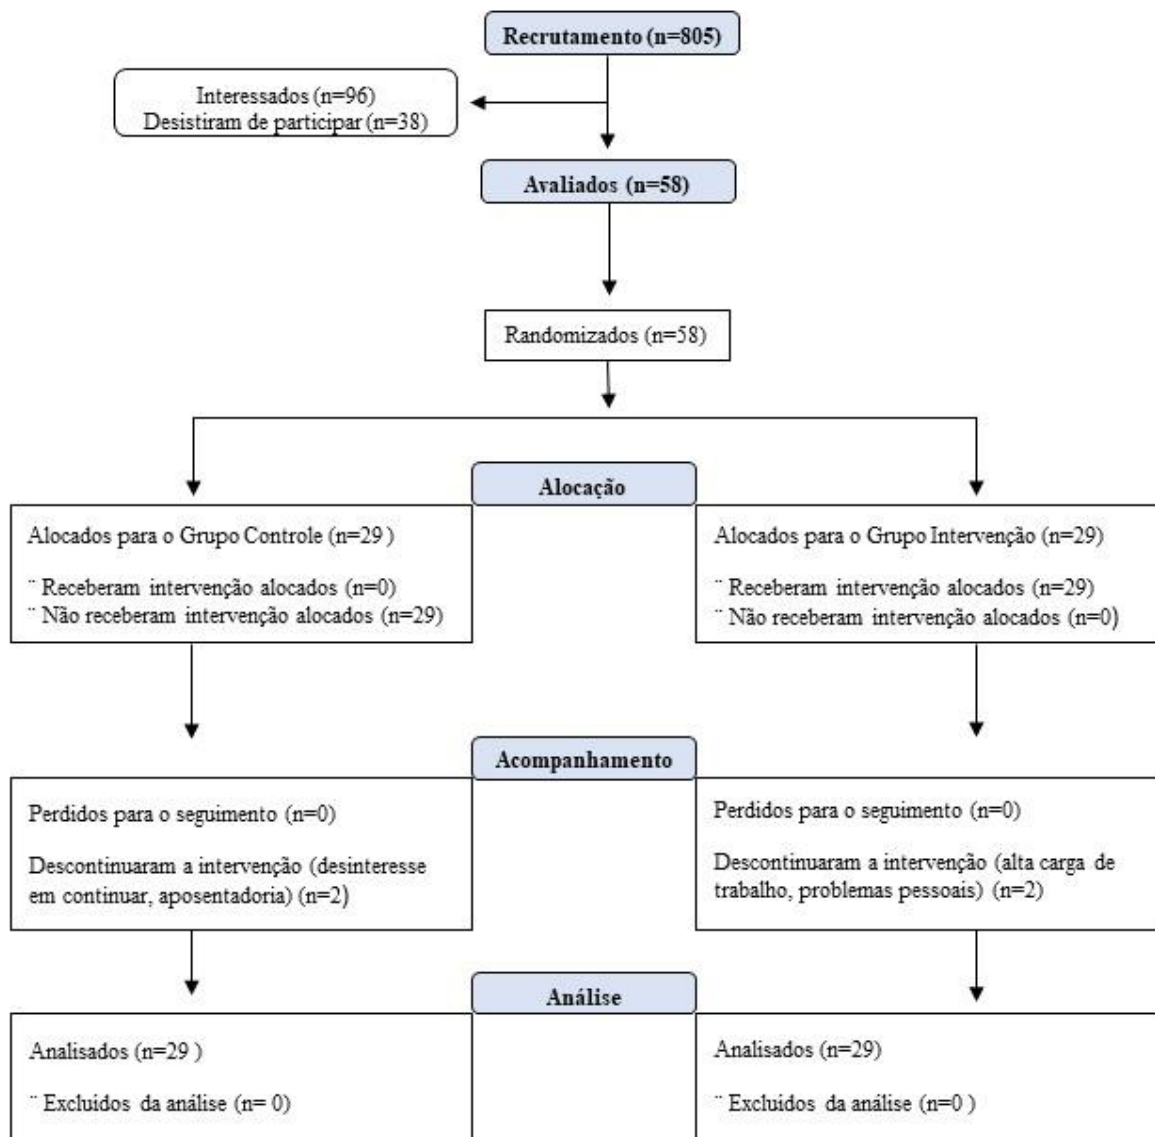 Recrutamento (n=805)
Interessados (n=96)
Desistiram de participar (n=38)
Avaliados (n=58)
Randomizados (n=58)
Alocação
Alocados para o Grupo Controle (n=29 )
¨ Receberam intervenção alocados (n=0)
¨ Não receberam intervenção alocados (n=29)
Alocados para o Grupo Intervenção (n=29)
¨ Receberam intervenção alocados (n=29)
¨ Não receberam intervenção alocados (n=0)
Acompanhamento
Perdidos para o seguimento (n=0)
Descontinuaram a intervenção (desinteresse
em continuar, aposentadoria) (n=2)
Perdidos para o seguimento (n=0)
Descontinuaram a intervenção (alta carga de
trabalho, problemas pessoais) (n=2)
Análise
Analisados (n=29 )
¨ Excluidos da análise (n= 0)
Analisados (n=29)
¨ Excluidos da análise (n=0 )